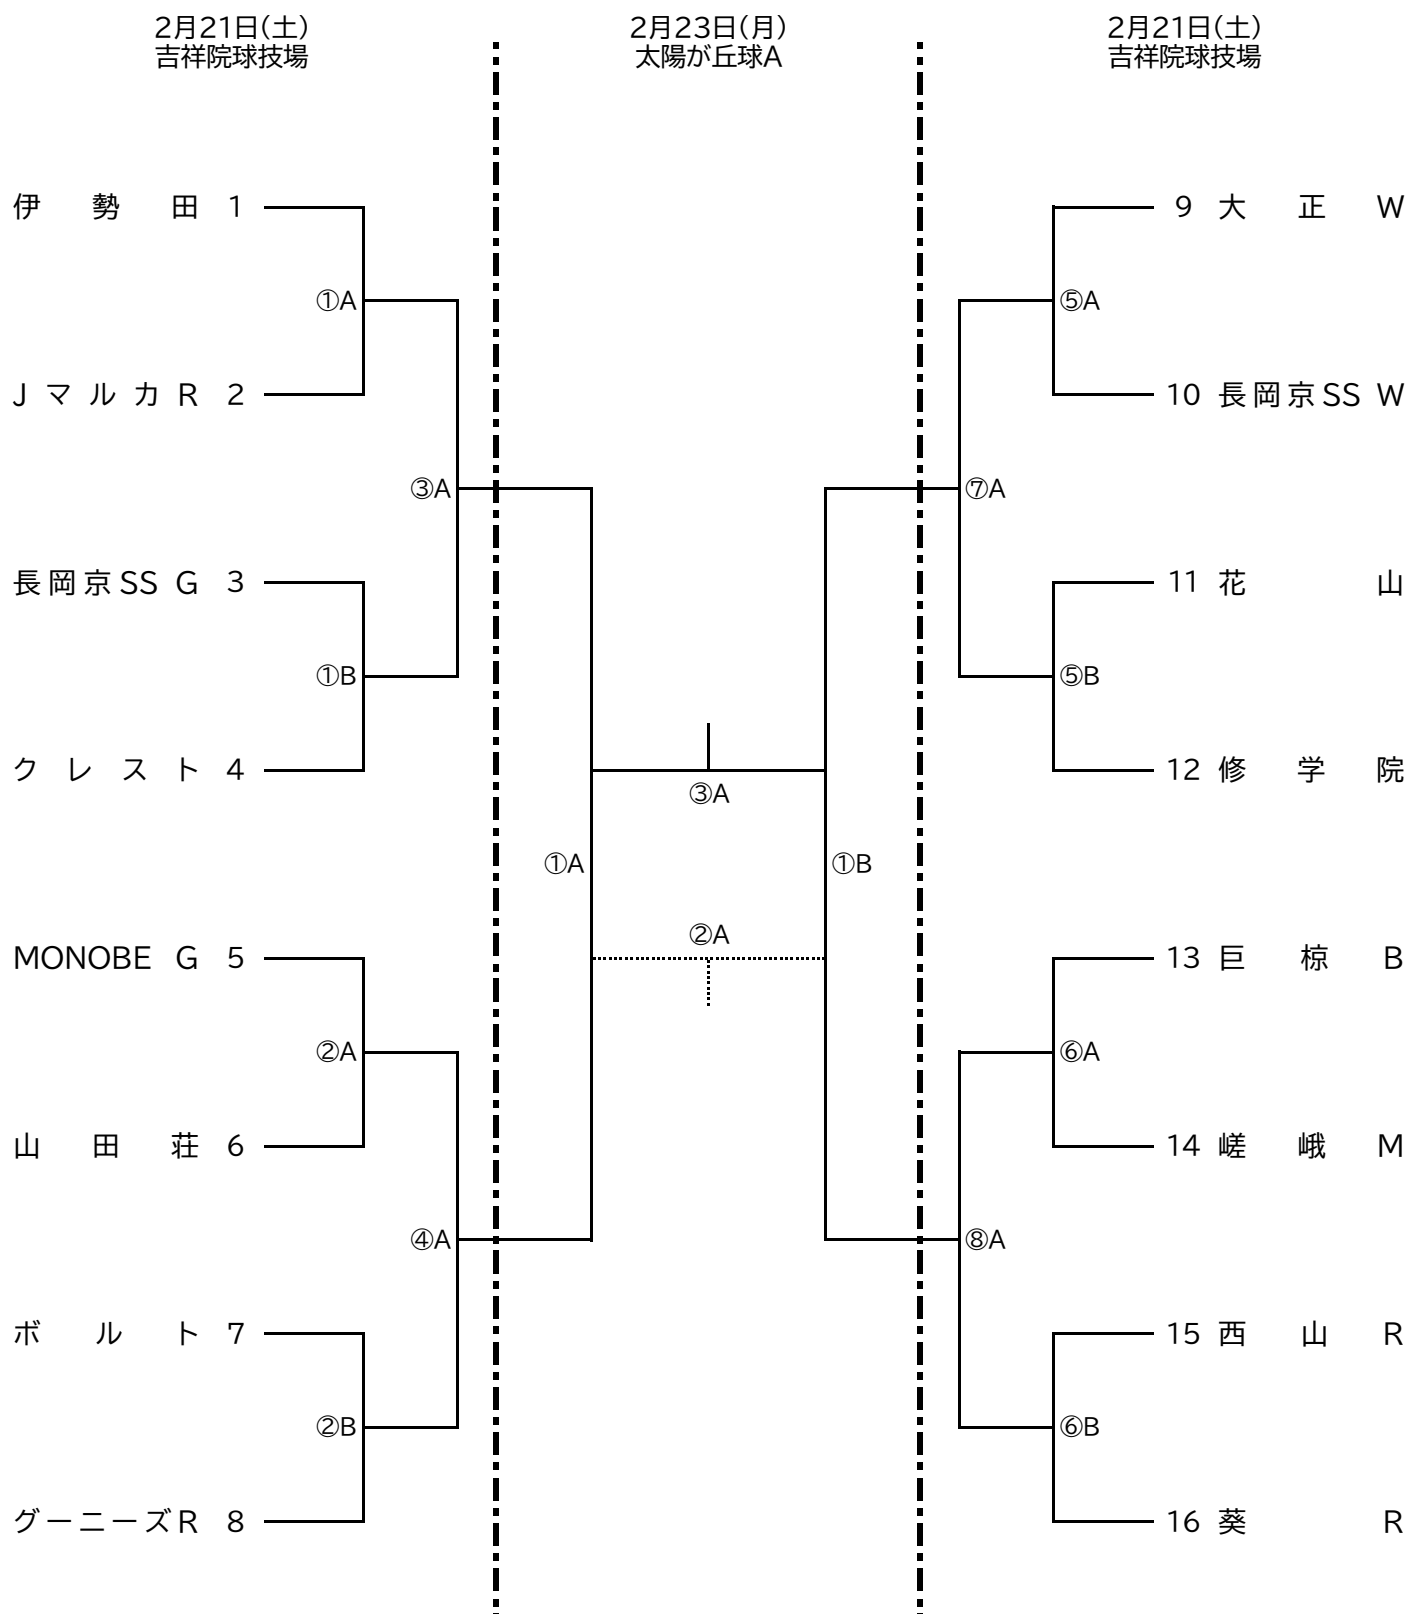 2月21日(土)
吉祥院球技場
2月23日(月)
太陽が丘球A
2月21日(土)
吉祥院球技場
伊勢田 1
①A
JマルカR 2
③A
長岡京SS G 3
①B
クレスト 4
MONOBE G 5
②A
山田荘 6
④A
ボルト 7
②B
グーニーズR 8
③A
①A
①B
②A
9 大正W
⑤A
10 長岡京SS W
⑦A
11 花山
⑤B
12 修学院
13 巨椋B
⑥A
14 嵯峨M
⑧A
15 西山R
⑥B
16 葵R